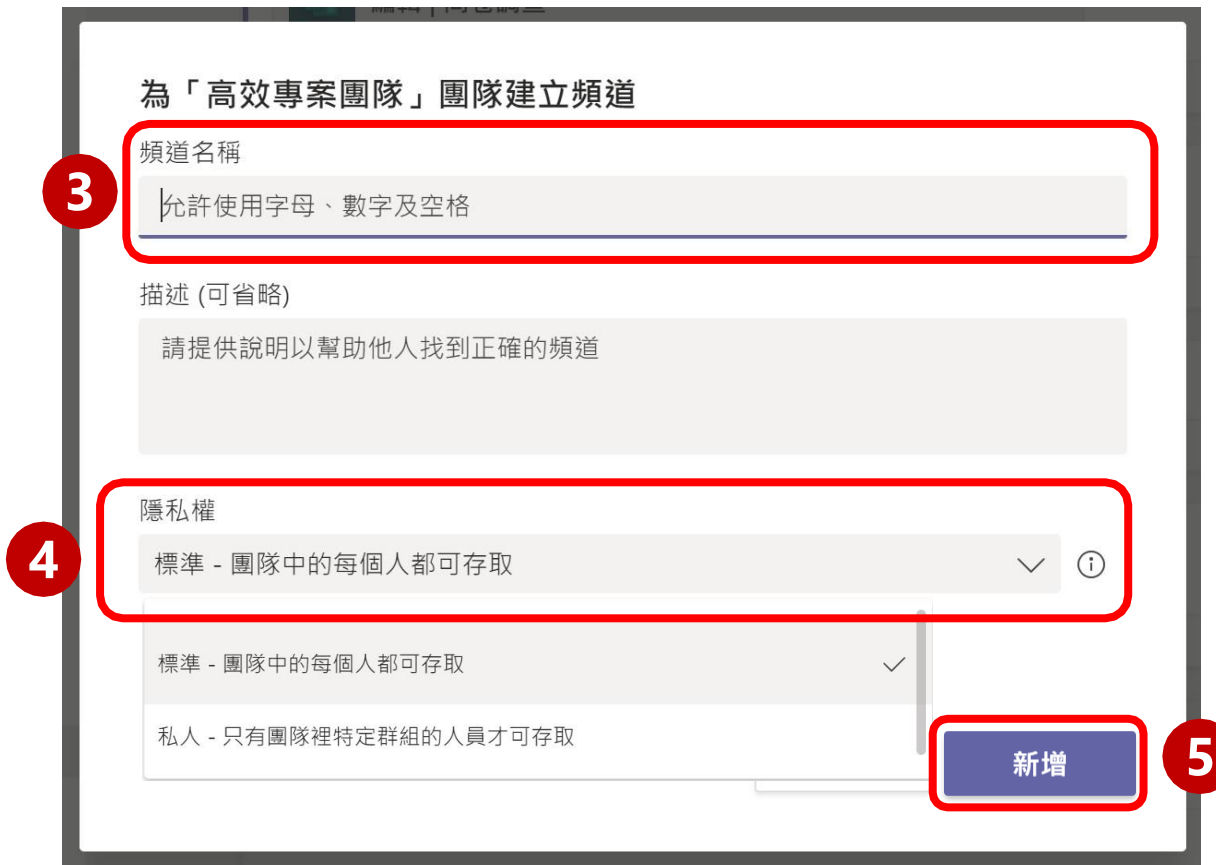 為「高效專案團隊」團隊建立頻道
頻道名稱
3
允許使用字母、數字及空格
描述 (可省略)
請提供說明以幫助他人找到正確的頻道
隱私權
4
標準 - 團隊中的每個人都可存取
標準 - 團隊中的每個人都可存取
私人 - 只有團隊裡特定群組的人員才可存取
新增
5